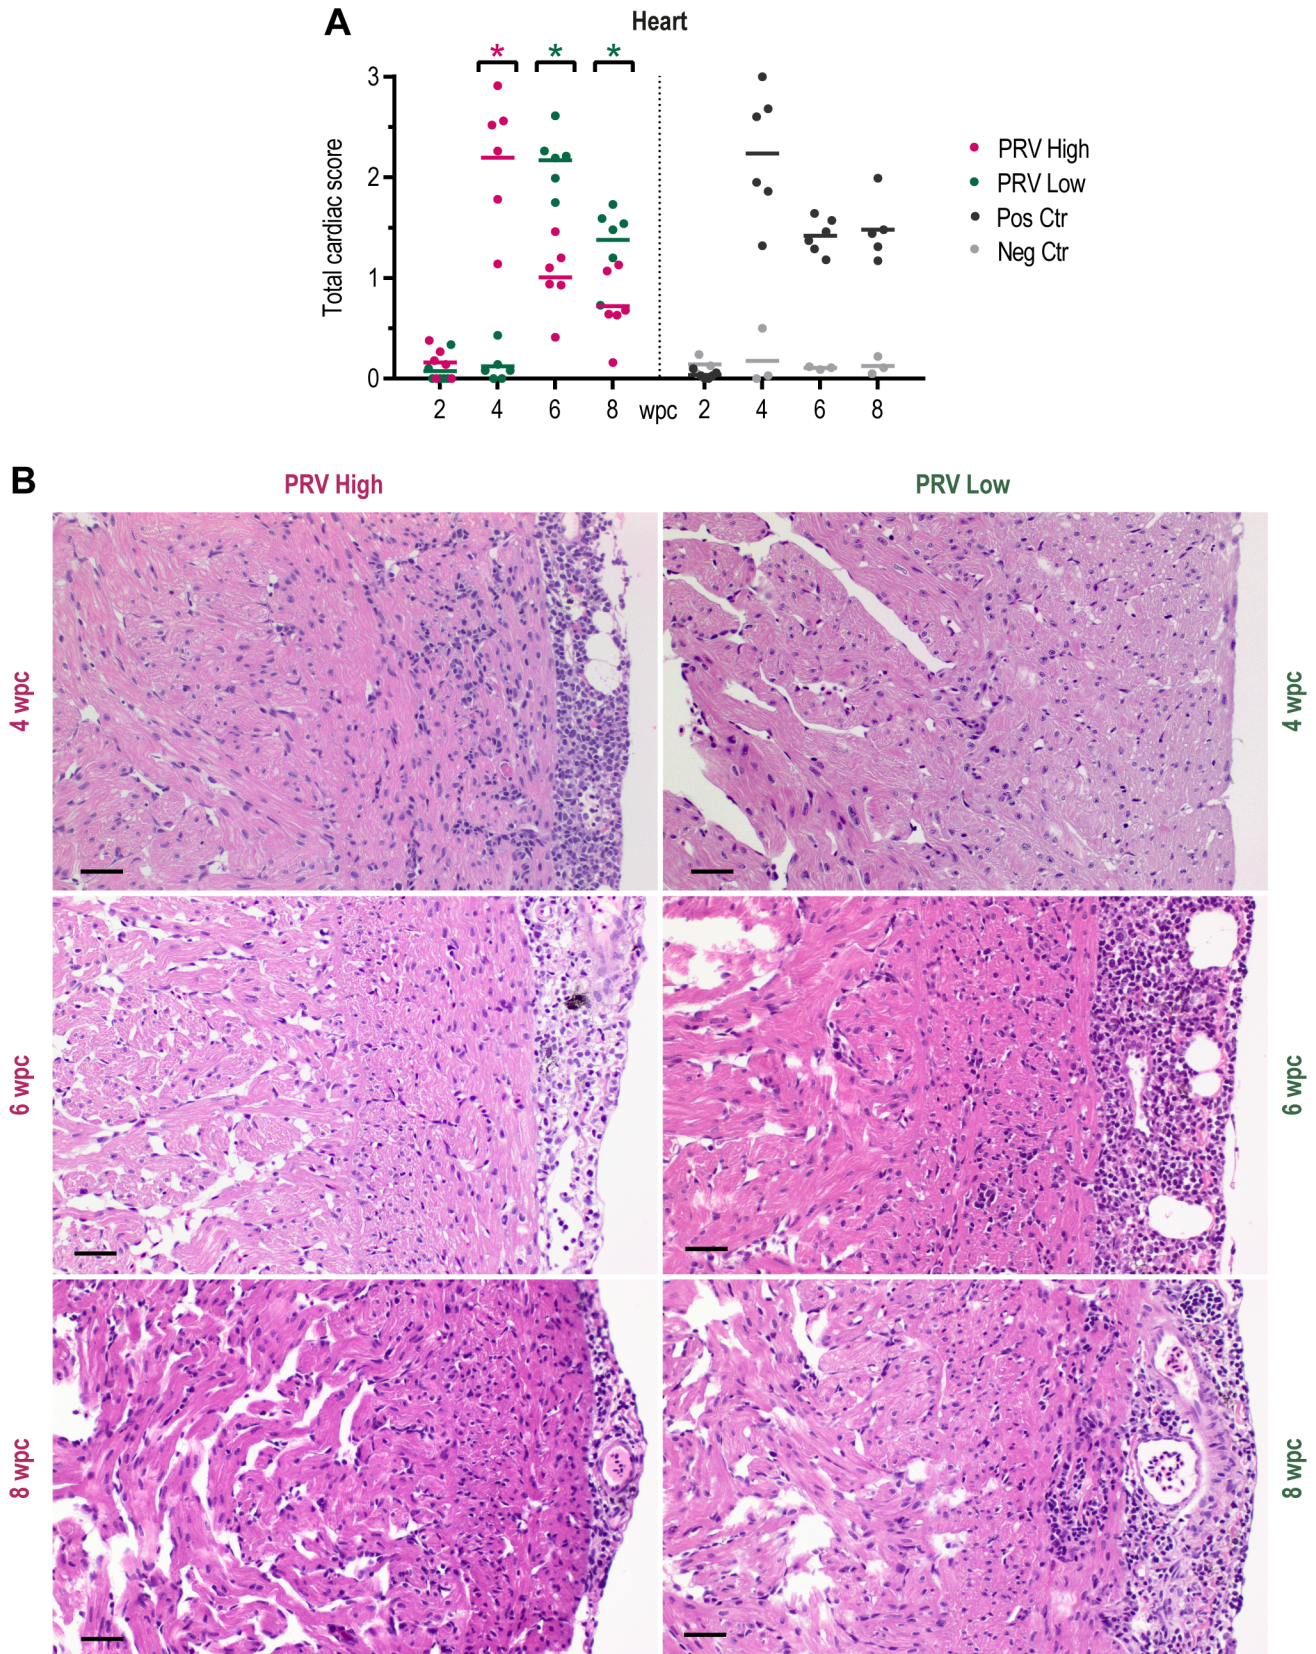 A
Heart
* * *
3
2
1
0
Total cardiac score
2 4 6 8 wpc 2 4 6 8
PRV High
PRV Low
Pos Ctr
Neg Ctr
B
PRV High PRV Low
4 wpc 4 wpc
6 wpc 6 wpc
8 wpc 8 wpc